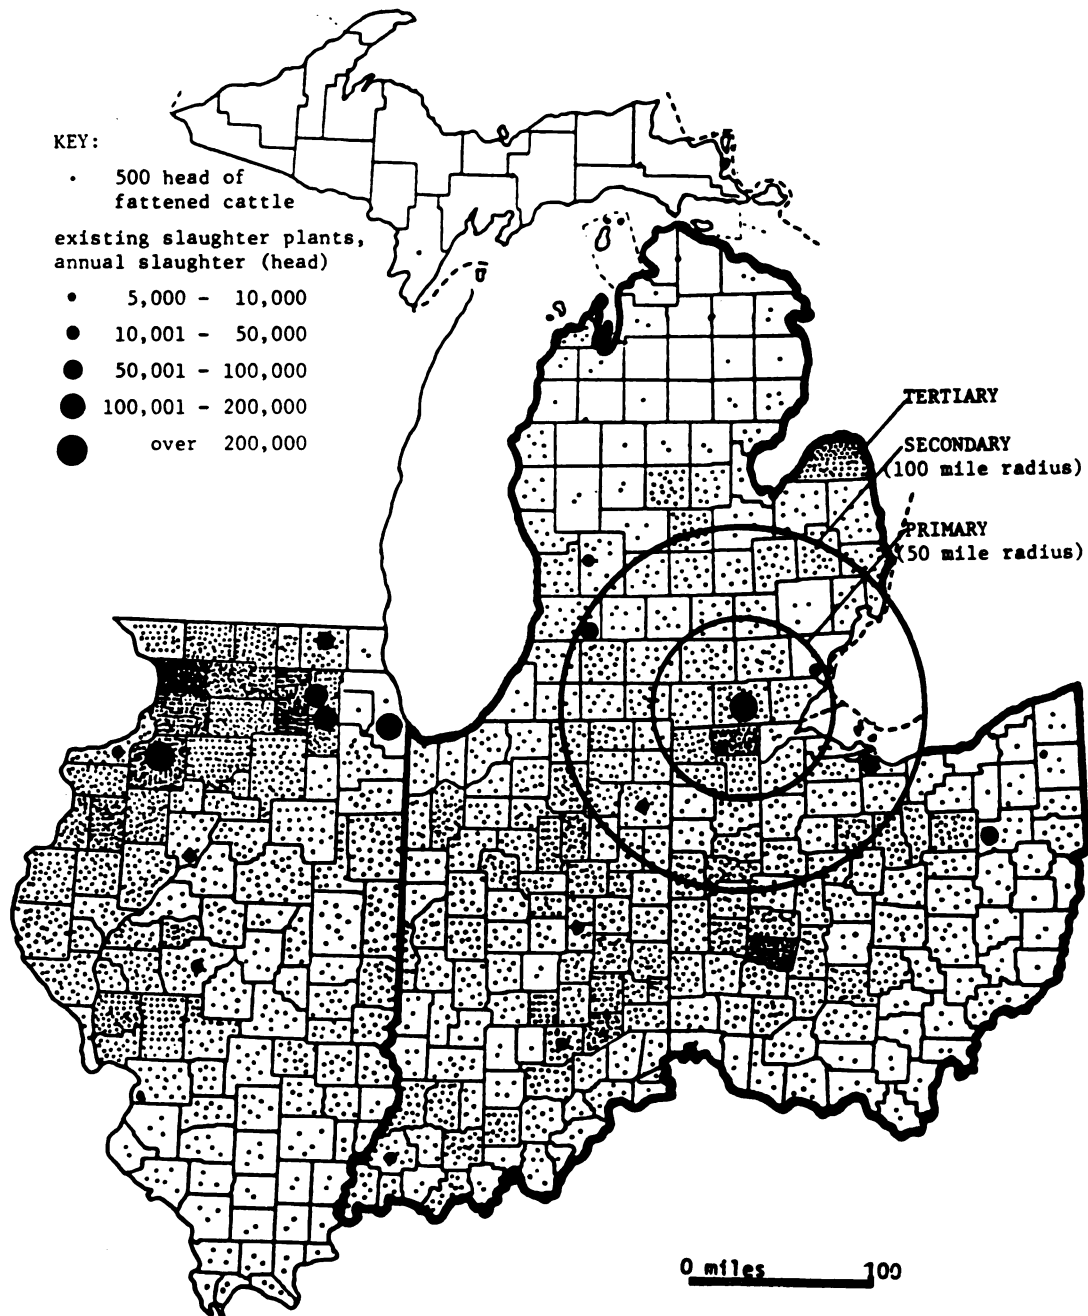 KEY:
500 head of
fattened cattle
existing slaughter plants,
annual slaughter (head)
5,000 - 10,000
10,001 - 50,000
50,001 - 100,000
100,001 - 200,000
over 200,000
TERTIARY
SECONDARY
(100 mile radius)
PRIMARY
(50 mile radius)
0 miles 100